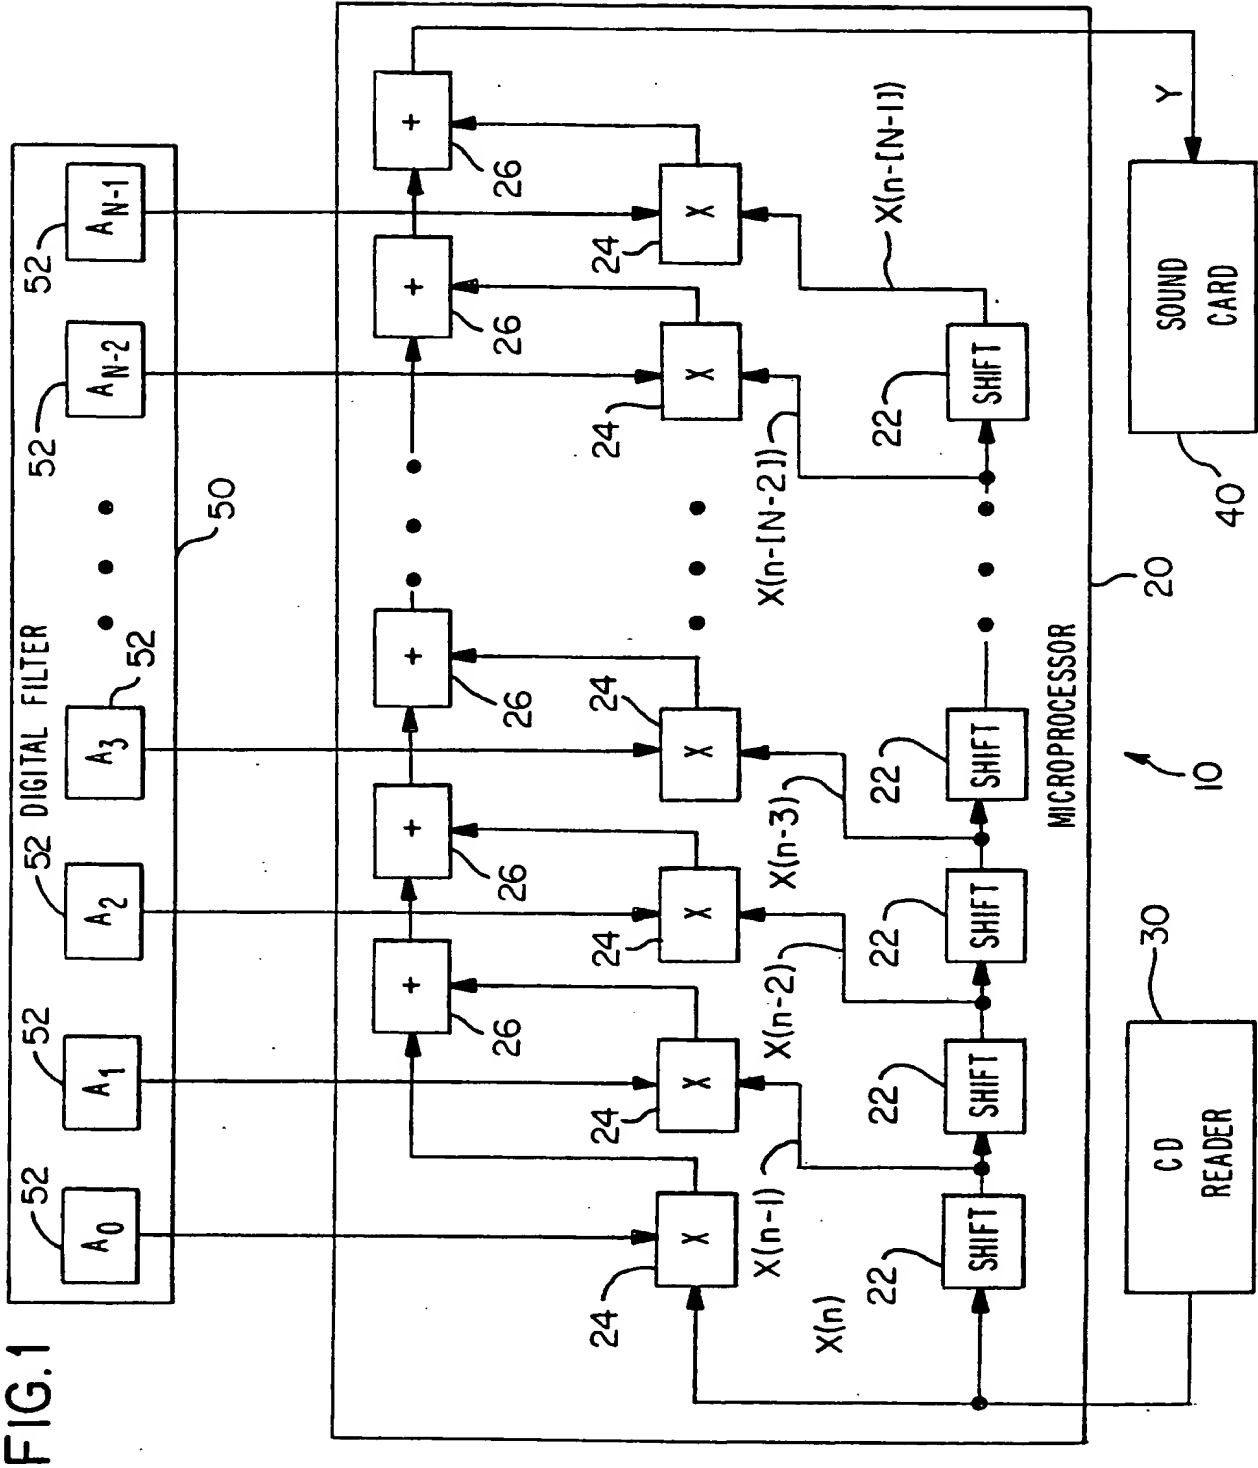 FIG.1
DIGITAL FILTER
52 52 52 52 52 52
A0 A1 A2 A3 • • • AN-2 AN-1
50
+ + + + +
26 26 26 26 26
24 24 24 24 24 24
X X X X X X
X(n) X(n-1) X(n-2) X(n-3) X(n-[N-2]) X(n-[N-1])
22 22 22 22 22
SHIFT SHIFT SHIFT SHIFT SHIFT
MICROPROCESSOR
20
Y
30 10 40
CD
READER
SOUND
CARD